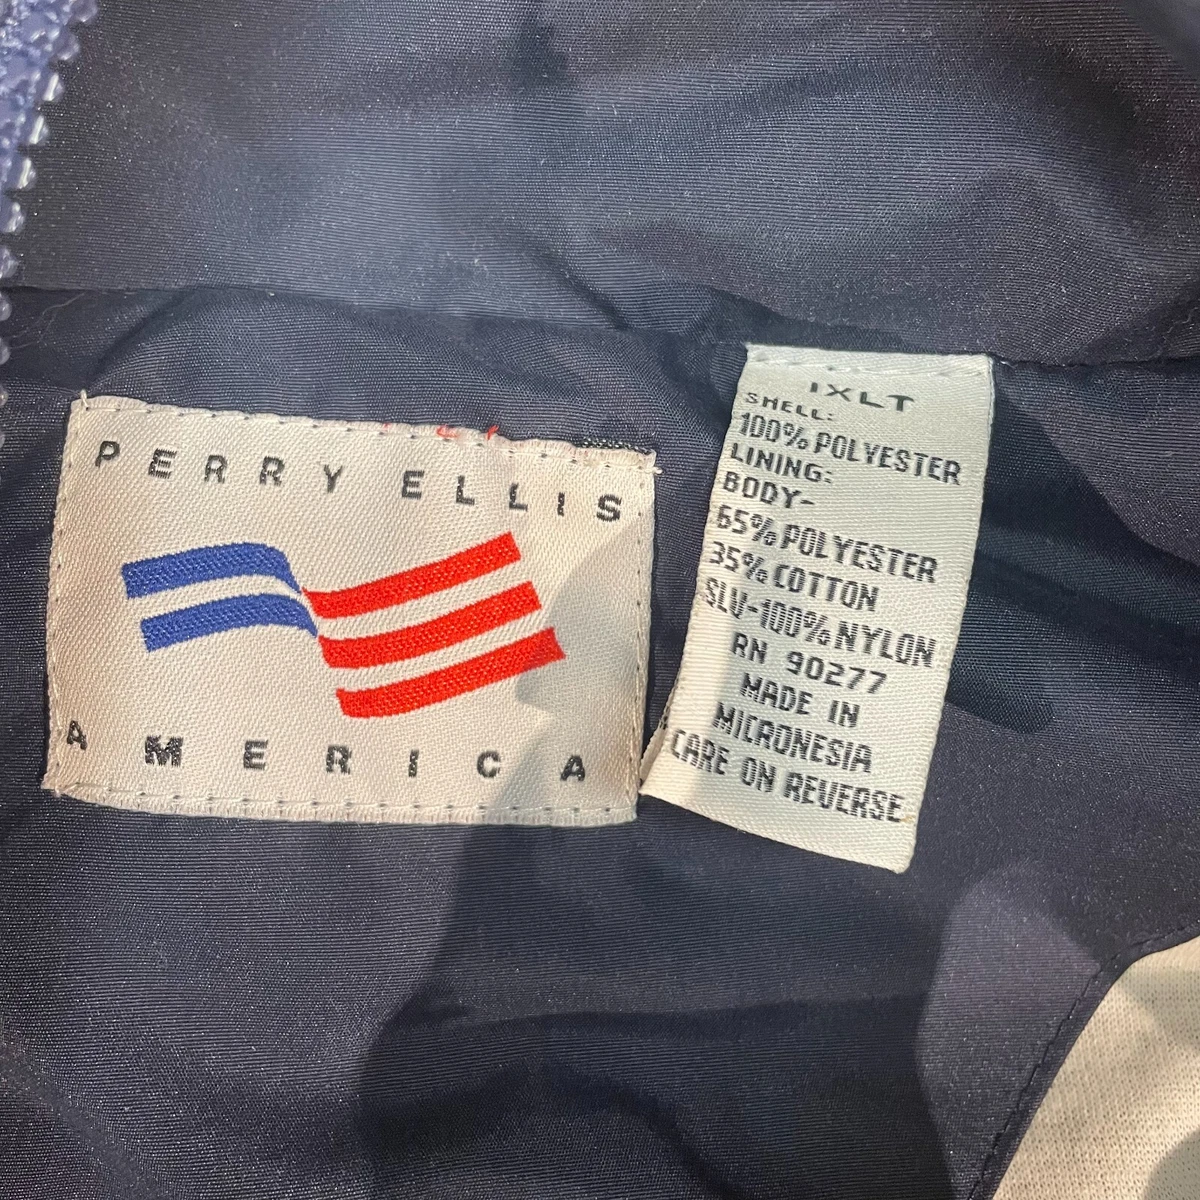 PERRY ELLIS
AMERICA
1XLT
SHELL:
100% POLYESTER
LINING:
BODY-
65% POLYESTER
35% COTTON
SLV-100% NYLON
RN 90277
MADE IN
MICRONESIA
CARE ON REVERSE